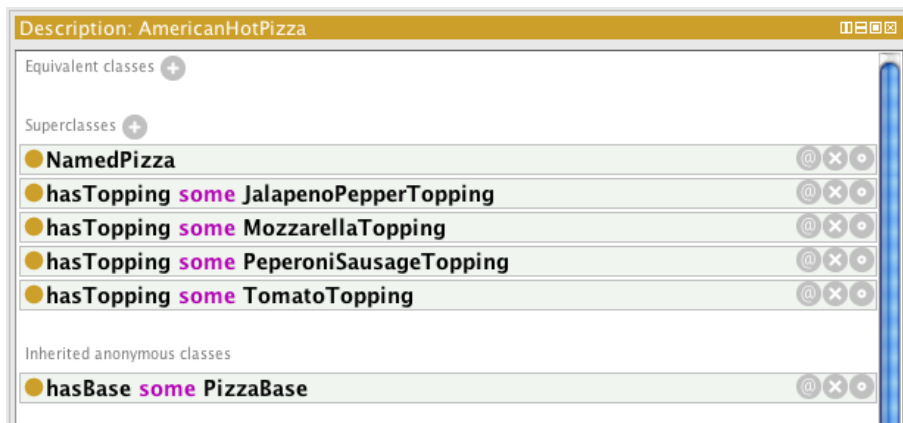 Description: AmericanHotPizza
Equivalent classes
Superclasses
NamedPizza
hasTopping some JalapenoPepperTopping
hasTopping some MozzarellaTopping
hasTopping some PeperoniSausageTopping
hasTopping some TomatoTopping
Inherited anonymous classes
hasBase some PizzaBase